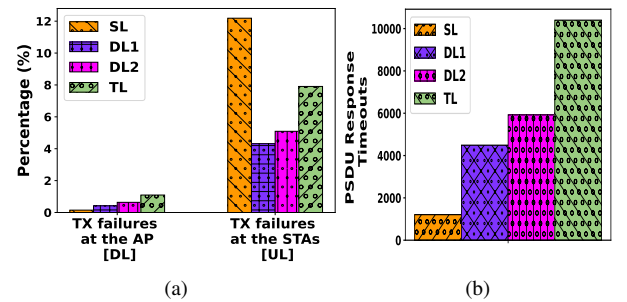 Percentage (%)
12
10
8
6
4
2
0
SL
DL1
DL2
TL
TX failures
at the AP
[DL]
TX failures
at the STAs
[UL]
(a)
PSDU Response
Timeouts
10000
8000
6000
4000
2000
0
SL
DL1
DL2
TL
(b)